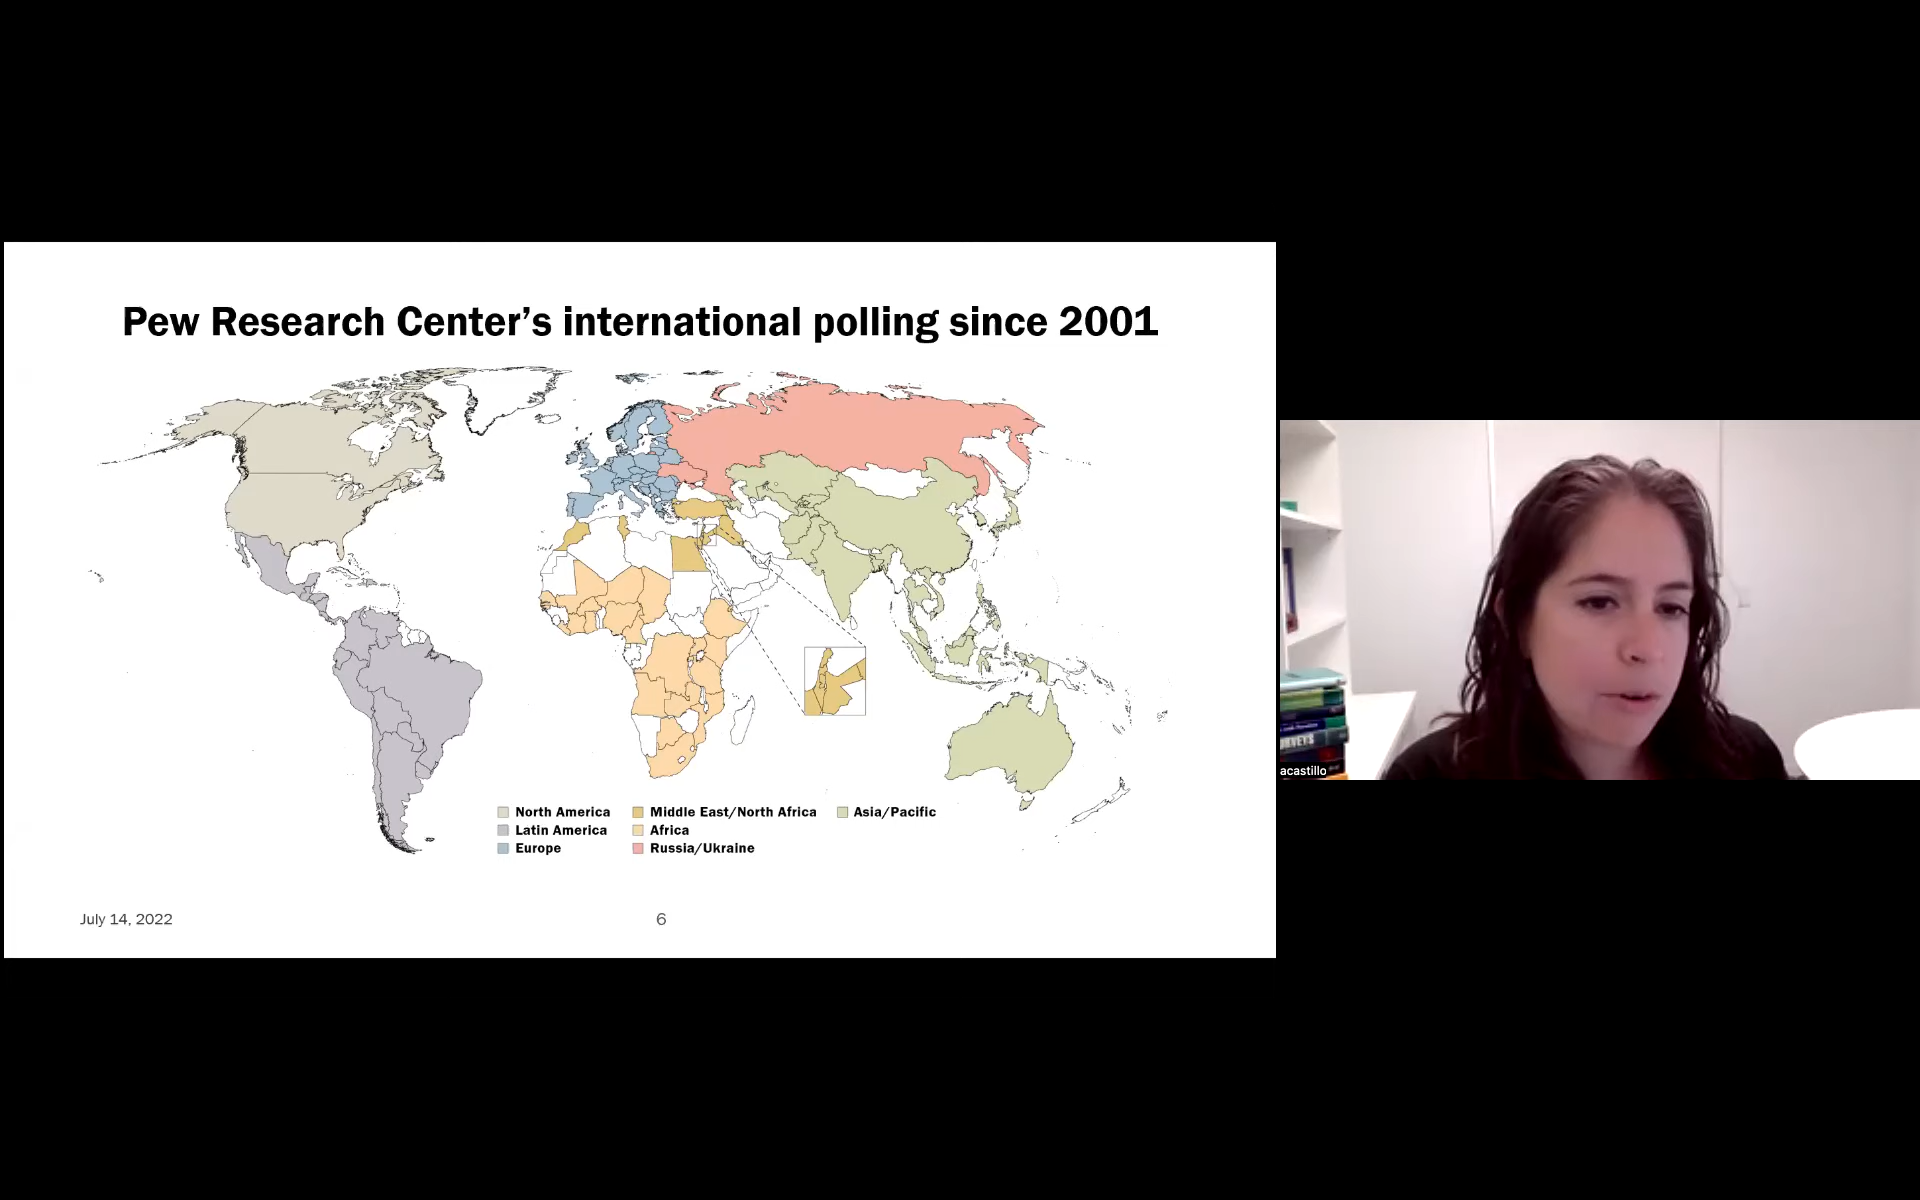 Pew Research Center’s international polling since 2001
North America
Latin America
Europe
Middle East/North Africa
Africa
Russia/Ukraine
Asia/Pacific
July 14, 2022
6
acastillo